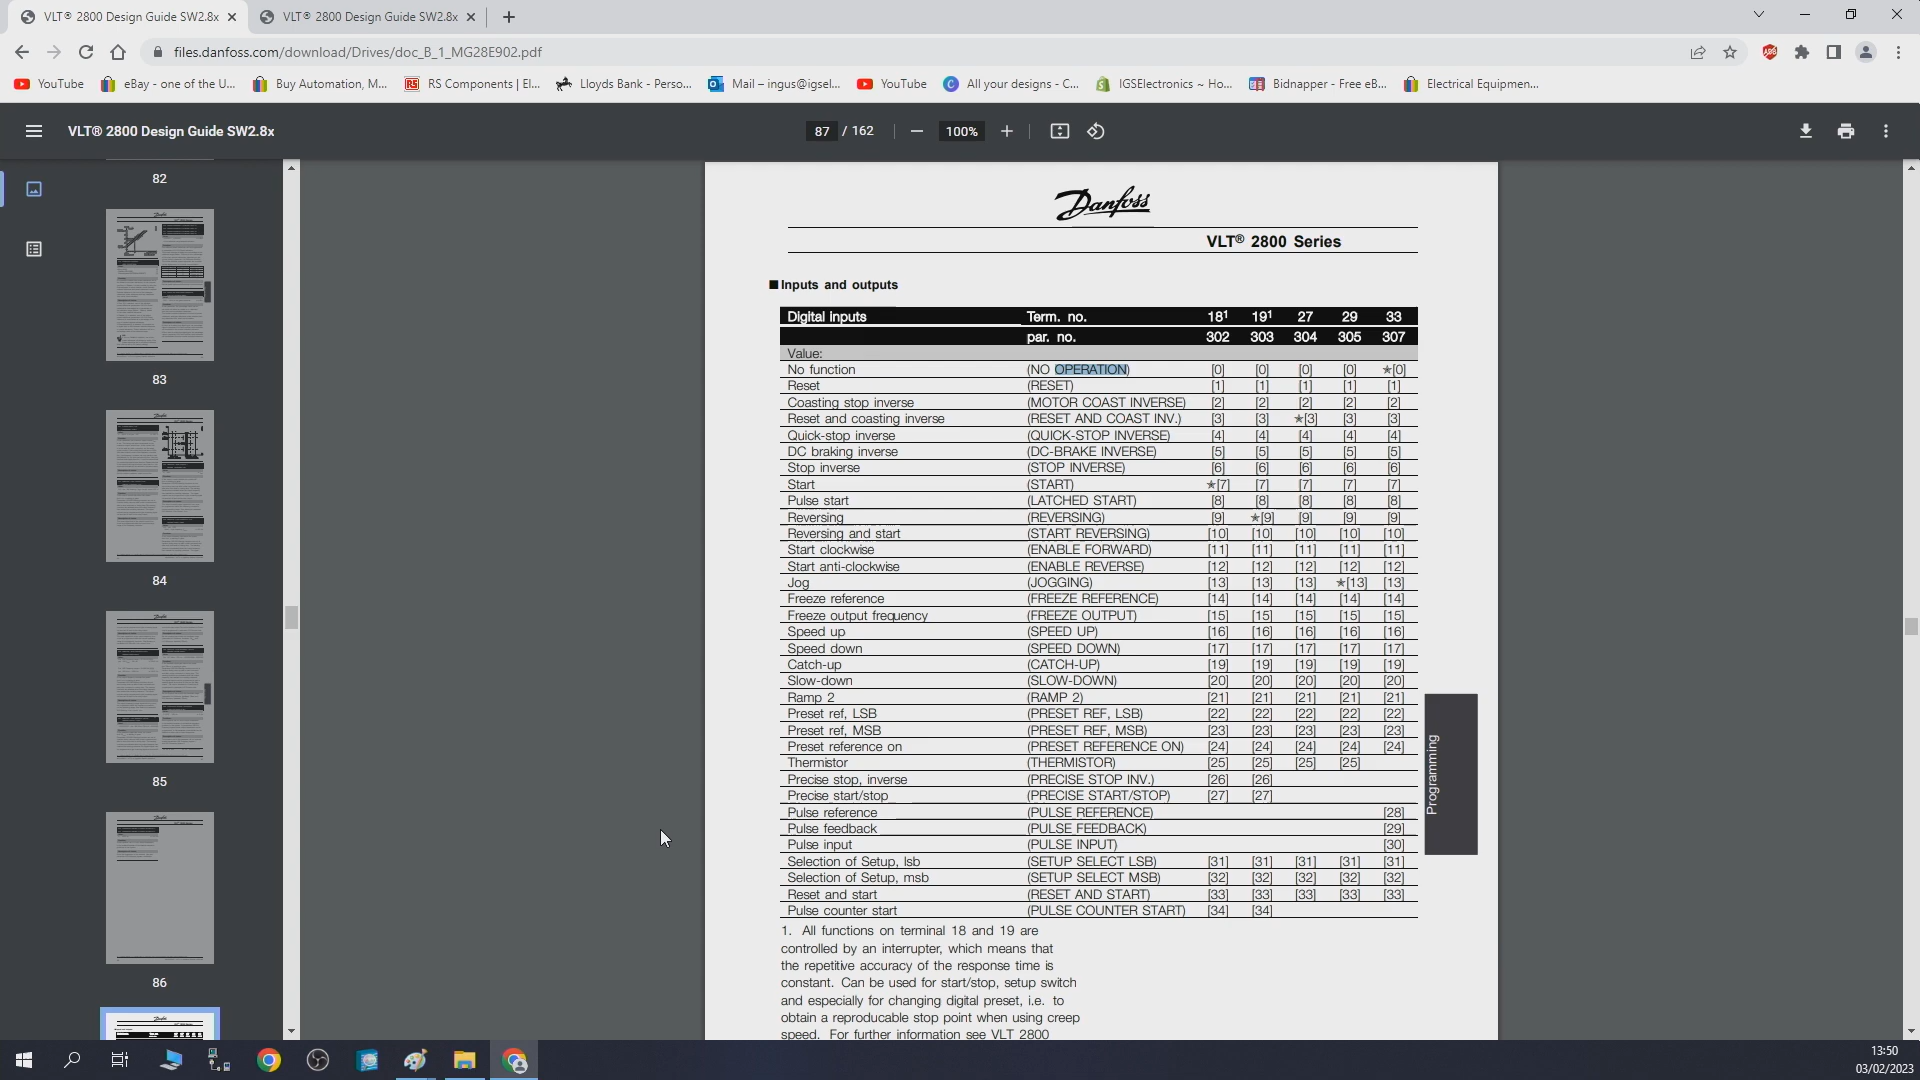 VLT® 2800 Design Guide SW2.8x
VLT® 2800 Design Guide SW2.8x
files.danfoss.com/download/Drives/doc_B_1_MG28E902.pdf
YouTube
eBay - one of the U...
Buy Automation, M...
RS Components | El...
Lloyds Bank - Perso...
Mail – ingus@igsel...
YouTube
All your designs - C...
IGSElectronics ~ Ho...
Bidnapper - Free eB...
Electrical Equipmen...
VLT® 2800 Design Guide SW2.8x
87 / 162
100%
82
83
84
85
86
Danfoss
VLT® 2800 Series
■ Inputs and outputs
Digital inputs Term. no. 18¹ 19¹ 27 29 33
par. no. 302 303 304 305 307
Value:
No function (NO OPERATION) [0] [0] [0] [0] ★[0]
Reset (RESET) [1] [1] [1] [1] [1]
Coasting stop inverse (MOTOR COAST INVERSE) [2] [2] [2] [2] [2]
Reset and coasting inverse (RESET AND COAST INV.) [3] [3] ★[3] [3] [3]
Quick-stop inverse (QUICK-STOP INVERSE) [4] [4] [4] [4] [4]
DC braking inverse (DC-BRAKE INVERSE) [5] [5] [5] [5] [5]
Stop inverse (STOP INVERSE) [6] [6] [6] [6] [6]
Start (START) ★[7] [7] [7] [7] [7]
Pulse start (LATCHED START) [8] [8] [8] [8] [8]
Reversing (REVERSING) [9] ★[9] [9] [9] [9]
Reversing and start (START REVERSING) [10] [10] [10] [10] [10]
Start clockwise (ENABLE FORWARD) [11] [11] [11] [11] [11]
Start anti-clockwise (ENABLE REVERSE) [12] [12] [12] [12] [12]
Jog (JOGGING) [13] [13] [13] ★[13] [13]
Freeze reference (FREEZE REFERENCE) [14] [14] [14] [14] [14]
Freeze output frequency (FREEZE OUTPUT) [15] [15] [15] [15] [15]
Speed up (SPEED UP) [16] [16] [16] [16] [16]
Speed down (SPEED DOWN) [17] [17] [17] [17] [17]
Catch-up (CATCH-UP) [19] [19] [19] [19] [19]
Slow-down (SLOW-DOWN) [20] [20] [20] [20] [20]
Ramp 2 (RAMP 2) [21] [21] [21] [21] [21]
Preset ref, LSB (PRESET REF, LSB) [22] [22] [22] [22] [22]
Preset ref, MSB (PRESET REF, MSB) [23] [23] [23] [23] [23]
Preset reference on (PRESET REFERENCE ON) [24] [24] [24] [24] [24]
Thermistor (THERMISTOR) [25] [25] [25] [25]
Precise stop, inverse (PRECISE STOP INV.) [26] [26]
Precise start/stop (PRECISE START/STOP) [27] [27]
Pulse reference (PULSE REFERENCE) [28]
Pulse feedback (PULSE FEEDBACK) [29]
Pulse input (PULSE INPUT) [30]
Selection of Setup, lsb (SETUP SELECT LSB) [31] [31] [31] [31] [31]
Selection of Setup, msb (SETUP SELECT MSB) [32] [32] [32] [32] [32]
Reset and start (RESET AND START) [33] [33] [33] [33] [33]
Pulse counter start (PULSE COUNTER START) [34] [34]
Programming
1. All functions on terminal 18 and 19 are
controlled by an interrupter, which means that
the repetitive accuracy of the response time is
constant. Can be used for start/stop, setup switch
and especially for changing digital preset, i.e. to
obtain a reproducable stop point when using creep
speed. For further information see VLT 2800
13:50
03/02/2023